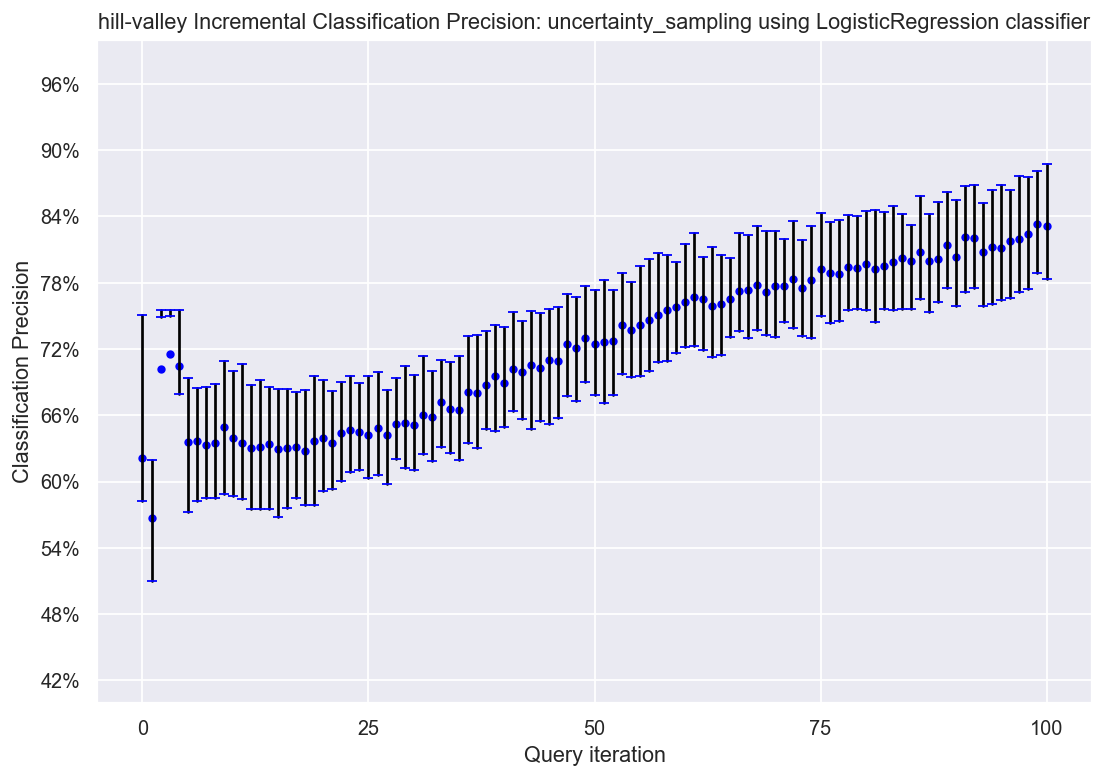 hill-valley Incremental Classification Precision: uncertainty_sampling using LogisticRegression classifier
96%
90%
84%
78%
72%
66%
60%
54%
48%
42%
Classification Precision
0 25 50 75 100
Query iteration